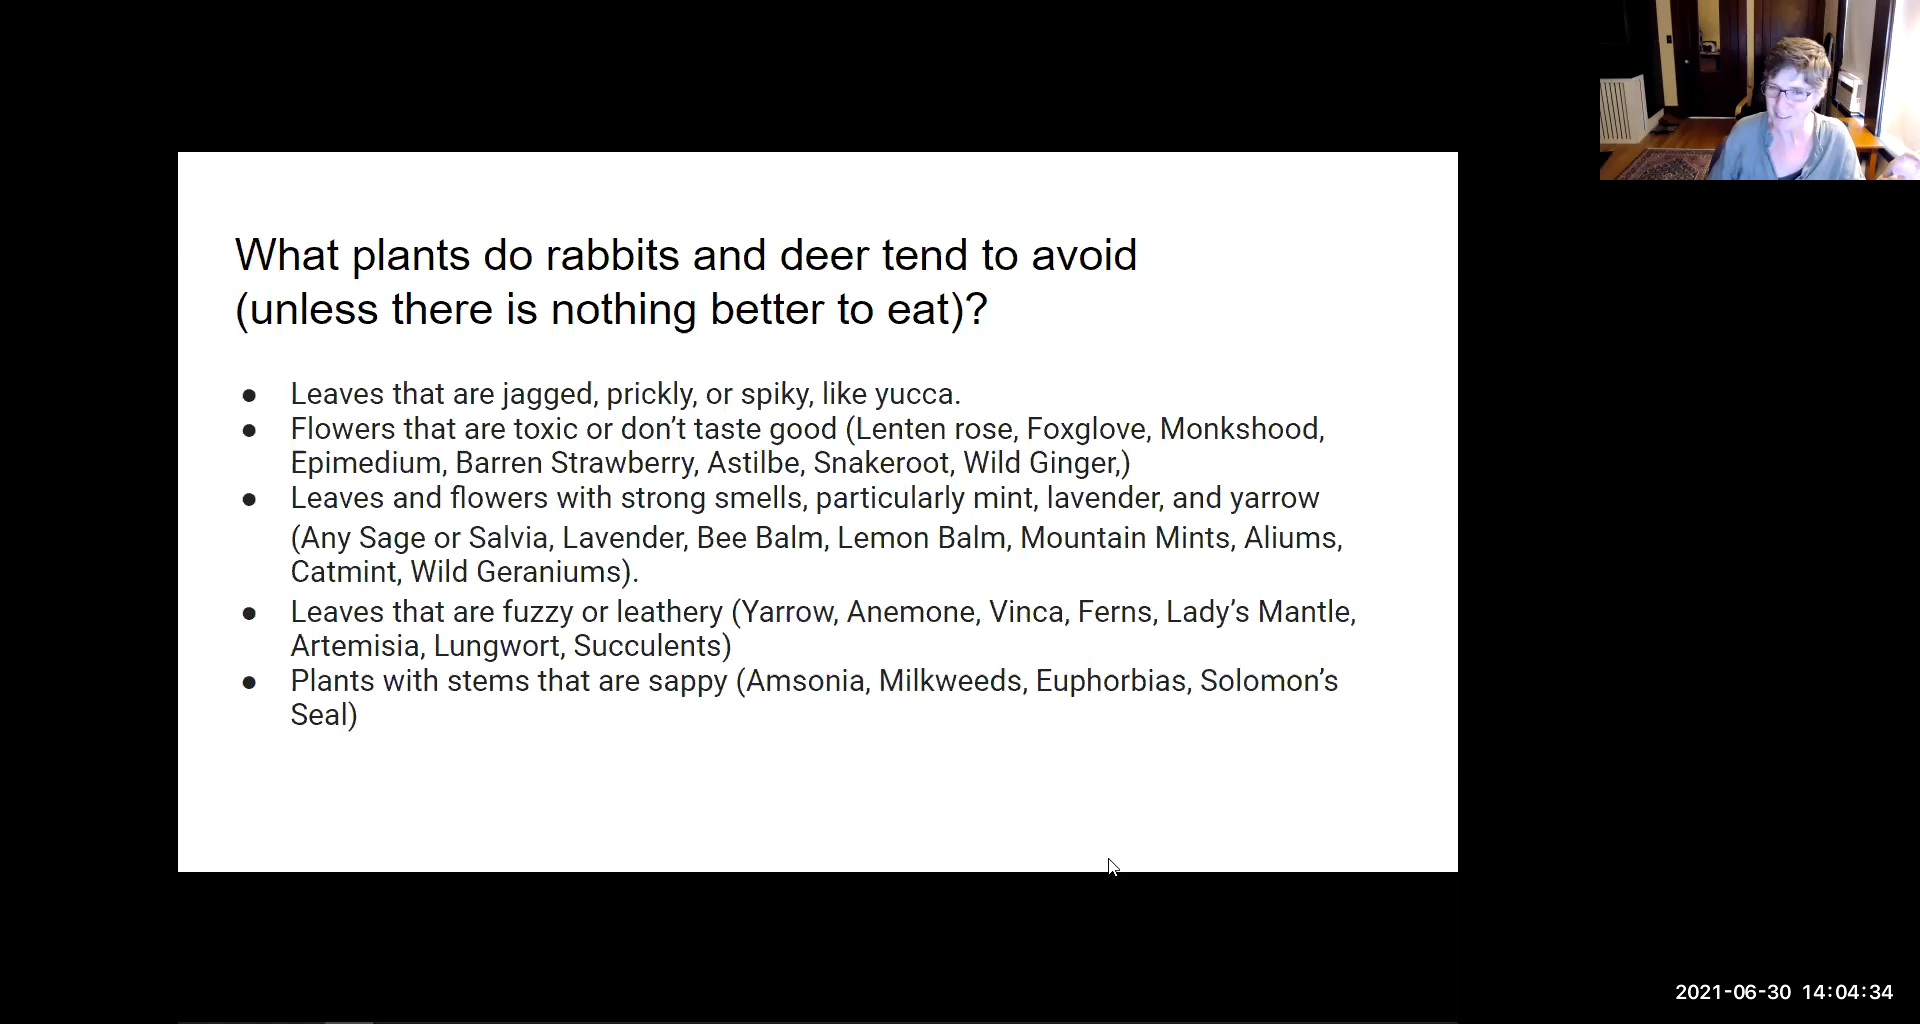 What plants do rabbits and deer tend to avoid
(unless there is nothing better to eat)?
● Leaves that are jagged, prickly, or spiky, like yucca.
● Flowers that are toxic or don’t taste good (Lenten rose, Foxglove, Monkshood,
Epimedium, Barren Strawberry, Astilbe, Snakeroot, Wild Ginger,)
● Leaves and flowers with strong smells, particularly mint, lavender, and yarrow
(Any Sage or Salvia, Lavender, Bee Balm, Lemon Balm, Mountain Mints, Aliums,
Catmint, Wild Geraniums).
● Leaves that are fuzzy or leathery (Yarrow, Anemone, Vinca, Ferns, Lady’s Mantle,
Artemisia, Lungwort, Succulents)
● Plants with stems that are sappy (Amsonia, Milkweeds, Euphorbias, Solomon’s
Seal)
2021-06-30 14:04:34